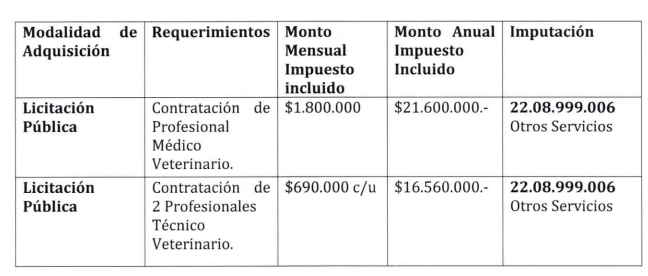 Modalidad de Adquisición
Requerimientos
Monto Mensual Impuesto incluido
Monto Anual Impuesto Incluido
Imputación
Licitación Pública
Contratación de Profesional Médico Veterinario.
$1.800.000
$21.600.000.-
22.08.999.006
Otros Servicios
Licitación Pública
Contratación de 2 Profesionales Técnico Veterinario.
$690.000 c/u
$16.560.000.-
22.08.999.006
Otros Servicios